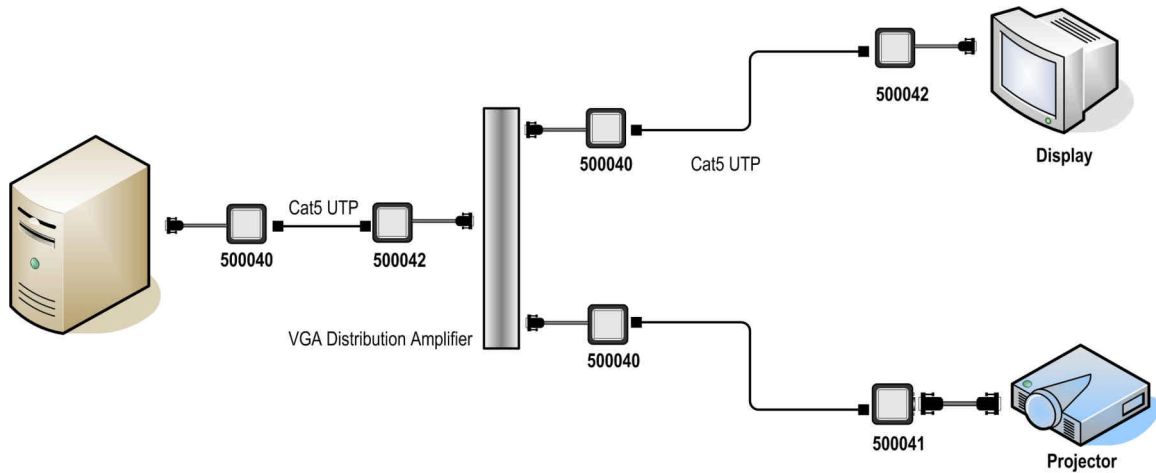 500042
Display
500040
Cat5 UTP
Cat5 UTP
500040
500042
VGA Distribution Amplifier
500040
500041
Projector